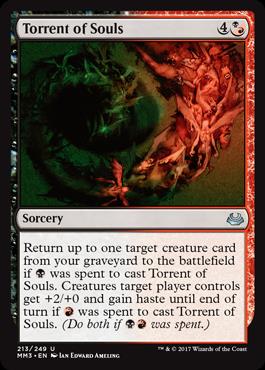 Torrent of Souls 4
Sorcery
Return up to one target creature card
from your graveyard to the battlefield
if was spent to cast Torrent of
Souls. Creatures target player controls
get +2/+0 and gain haste until end of
turn if was spent to cast Torrent of
Souls. (Do both if was spent.)
213/249 U
MM3 • EN Ian Edward Ameling
™ & © 2017 Wizards of the Coast